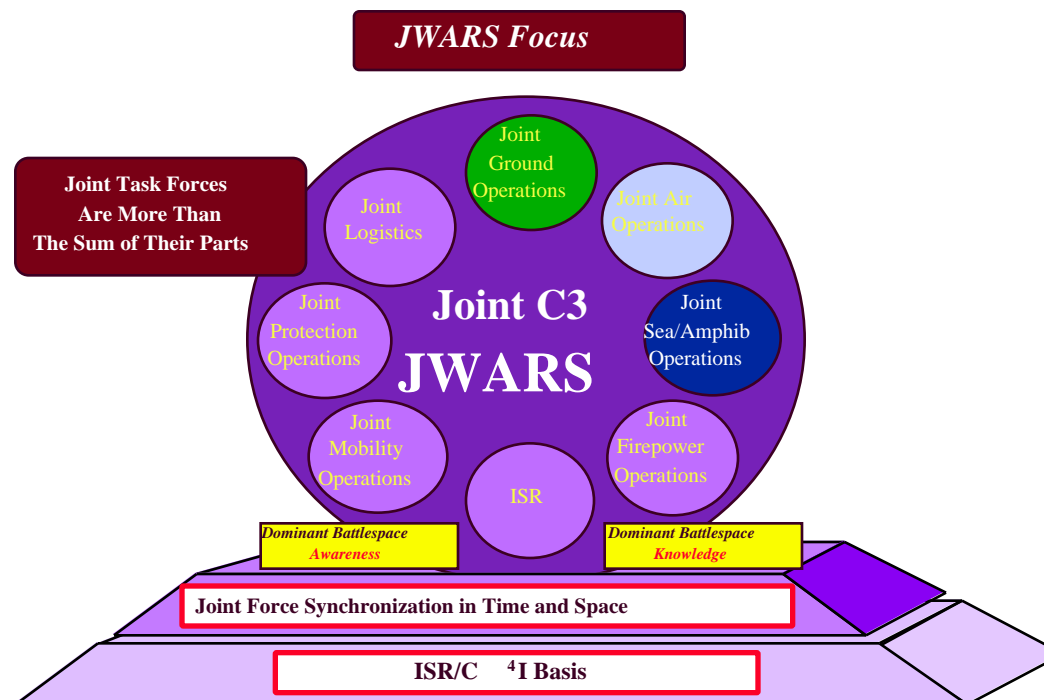 JWARS Focus
Joint Task Forces
Are More Than
The Sum of Their Parts
Joint
Ground
Operations
Joint Air
Operations
Joint
Logistics
Joint
Protection
Operations
Joint C3
JWARS
Joint
Sea/Amphib
Operations
Joint
Mobility
Operations
ISR
Joint
Firepower
Operations
Dominant Battlespace
Awareness
Dominant Battlespace
Knowledge
Joint Force Synchronization in Time and Space
ISR/C ⁴I Basis